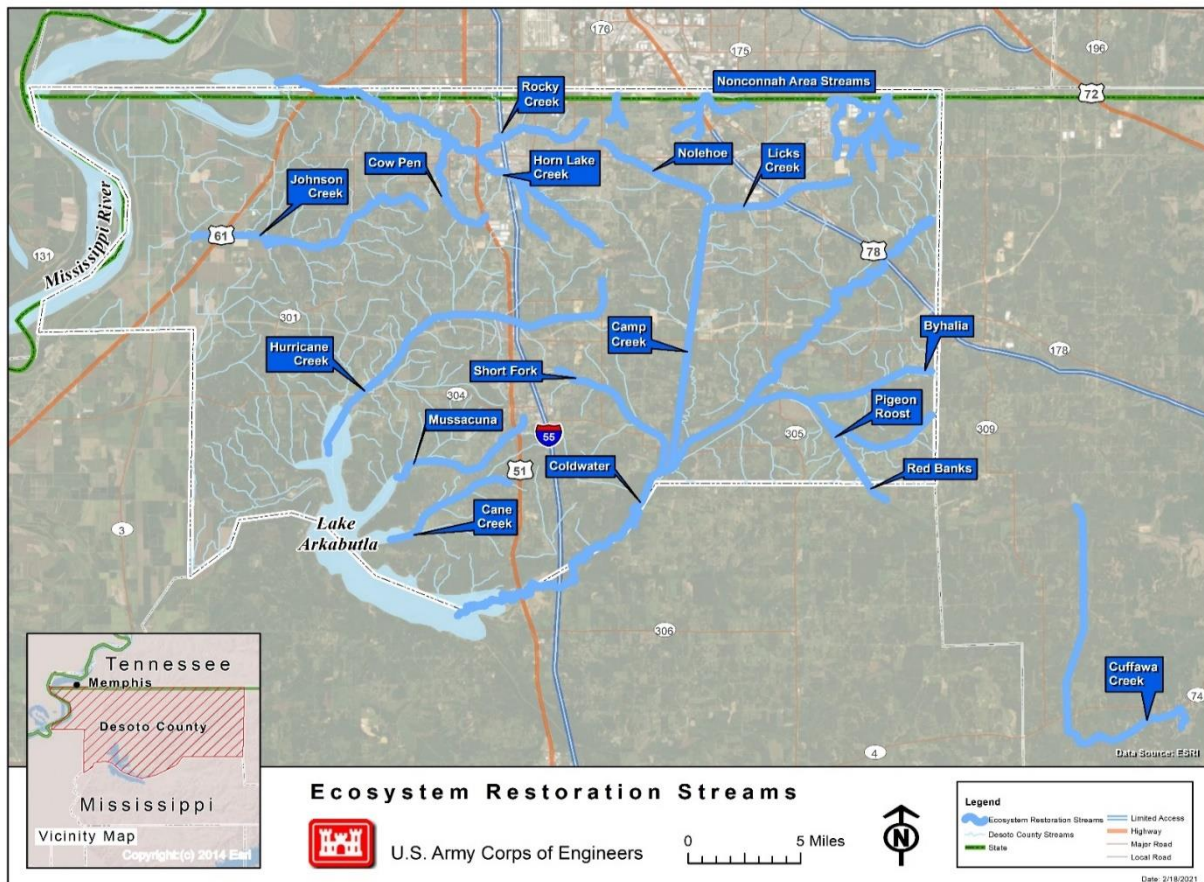 176
175
196
Rocky
Creek
Nonconnah Area Streams
72
Cow Pen
Horn Lake
Creek
Nolehoe
Licks
Creek
Johnson
Creek
61
Mississippi River
131
78
301
Hurricane
Creek
Camp
Creek
Byhalia
178
Short Fork
304
Mussacuna
Pigeon
Roost
305
309
55
51
Coldwater
Red Banks
Cane
Creek
Lake
Arkabutla
3
306
Cuffawa
Creek
74
4
Data Source: ESRI
Tennessee
Memphis
Desoto County
Mississippi
Vicinity Map
Copyright:(c) 2014 Esri
Ecosystem Restoration Streams
U.S. Army Corps of Engineers
0 5 Miles
N
Legend
Ecosystem Restoration Streams
Desoto County Streams
State
Limited Access
Highway
Major Road
Local Road
Date: 2/18/2021